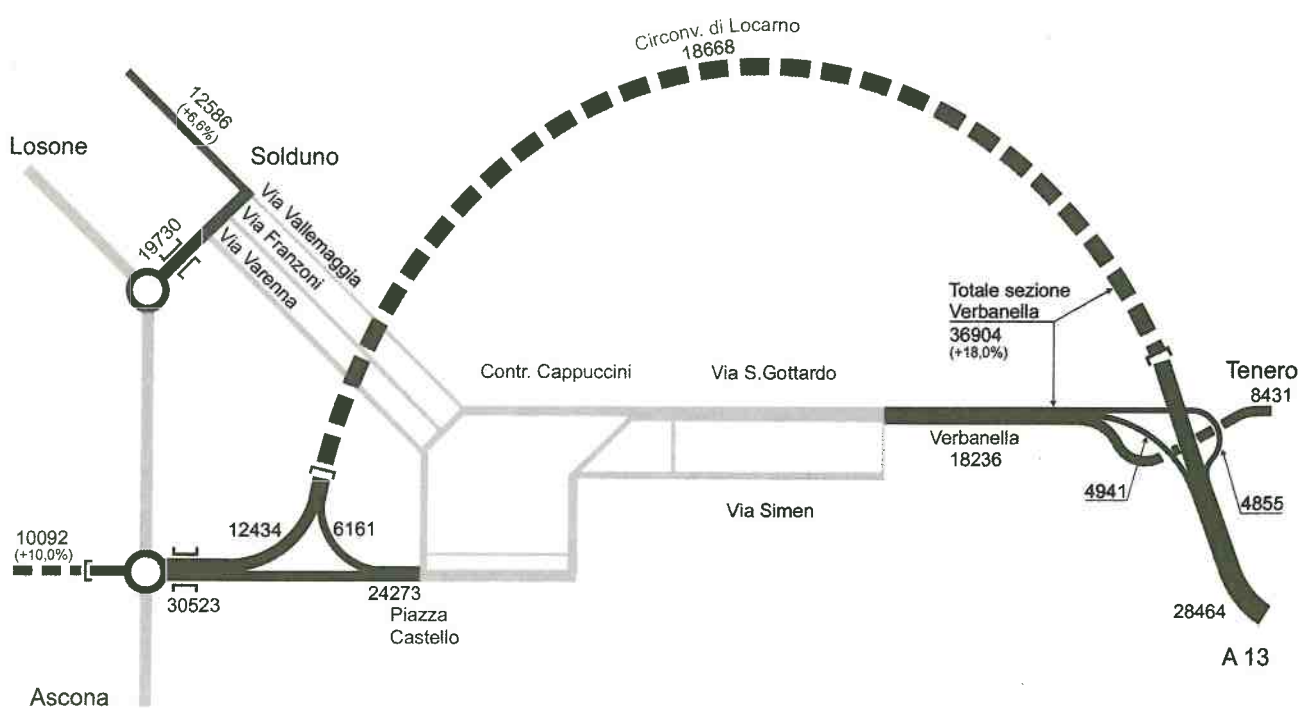 Circonv. di Locarno
18668
12586
(+6,6%)
Losone
Solduno
Via Vallemaggia
Via Franzoni
Via Varenna
19730
Totale sezione
Verbanella
36904
(+18,0%)
Contr. Cappuccini
Via S.Gottardo
Tenero
8431
Verbanella
18236
4941
4855
Via Simen
12434
6161
10092
(+10,0%)
30523
24273
Piazza
Castello
28464
A 13
Ascona